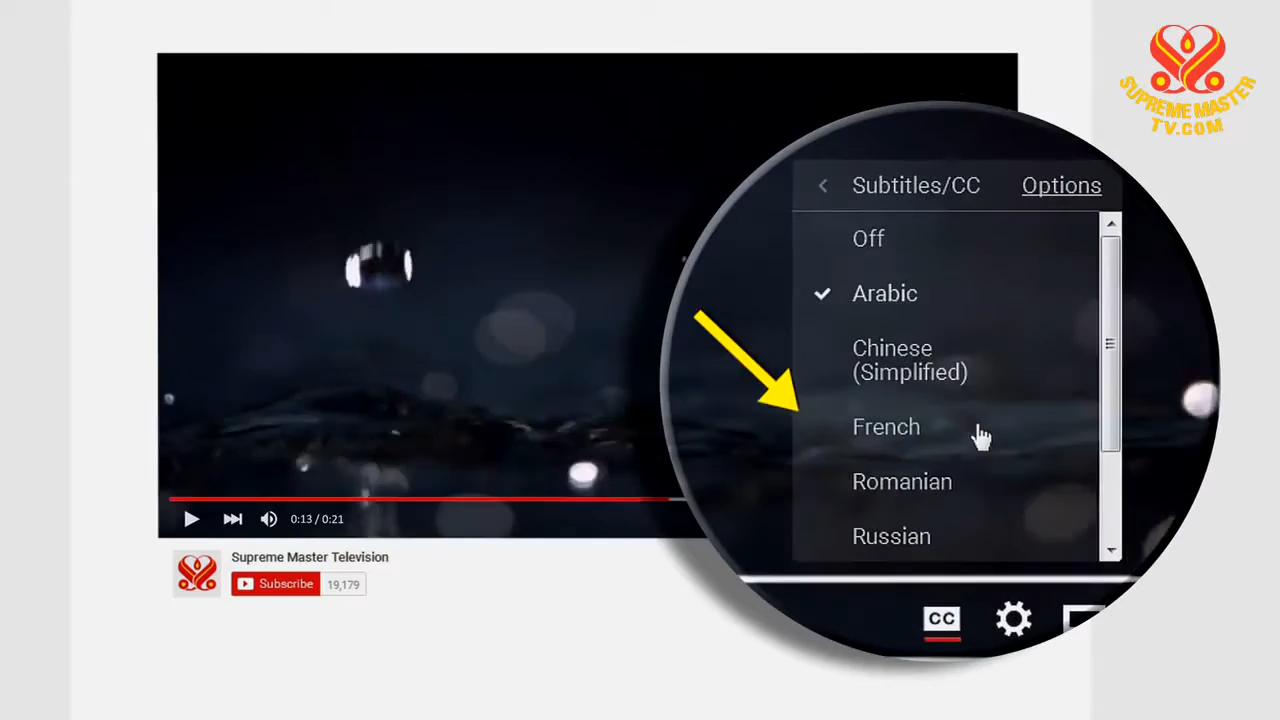 SUPREME MASTER
TV.COM
Subtitles/CC Options
Off
Arabic
Chinese
(Simplified)
French
Romanian
Russian
0:13 / 0:21
CC
Supreme Master Television
Subscribe 19,179